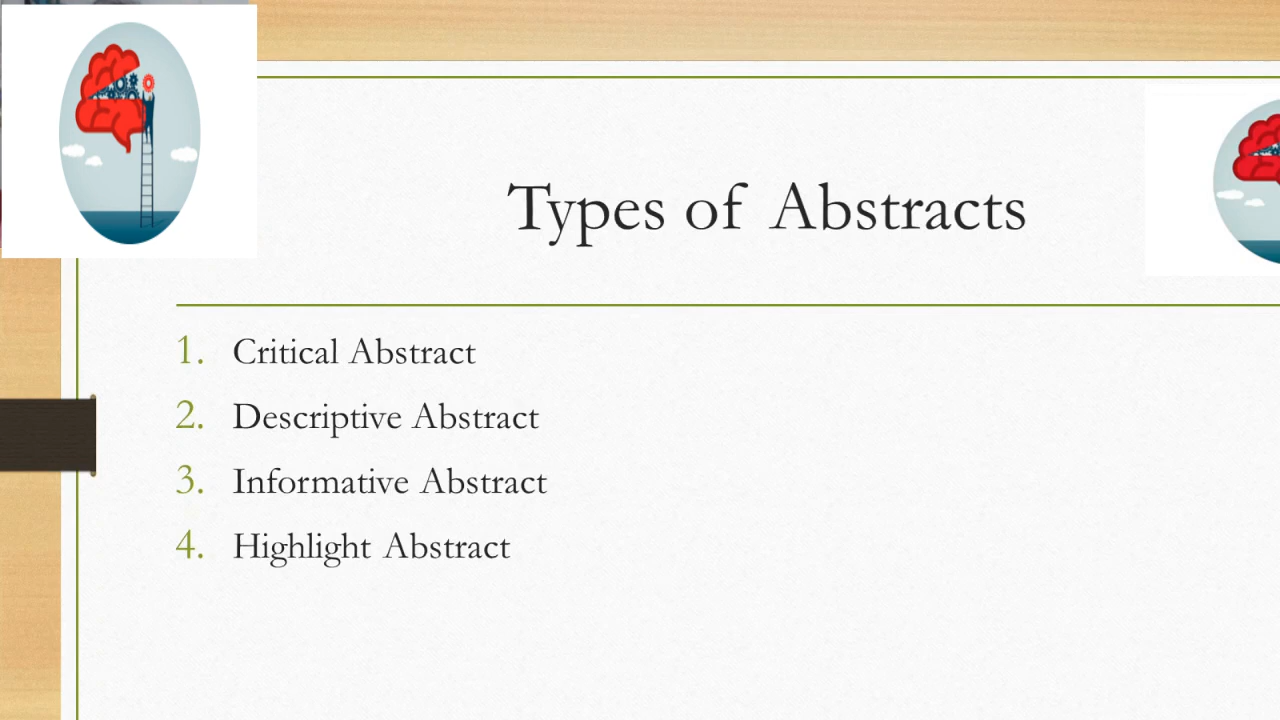 Types of Abstracts
1. Critical Abstract
2. Descriptive Abstract
3. Informative Abstract
4. Highlight Abstract